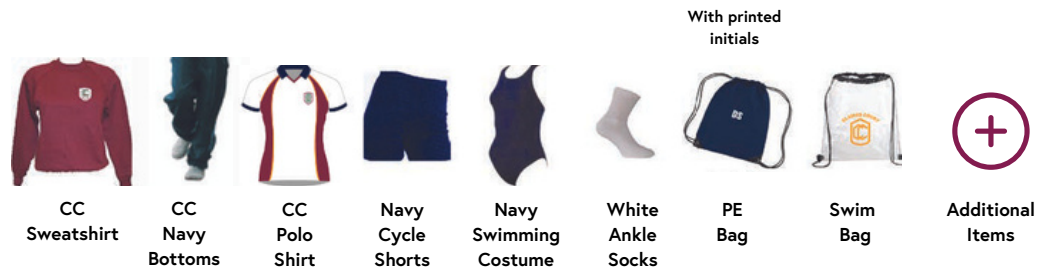 With printed
initials
DS
CC
Sweatshirt
CC
Navy
Bottoms
CC
Polo
Shirt
Navy
Cycle
Shorts
Navy
Swimming
Costume
White
Ankle
Socks
PE
Bag
Swim
Bag
Additional
Items